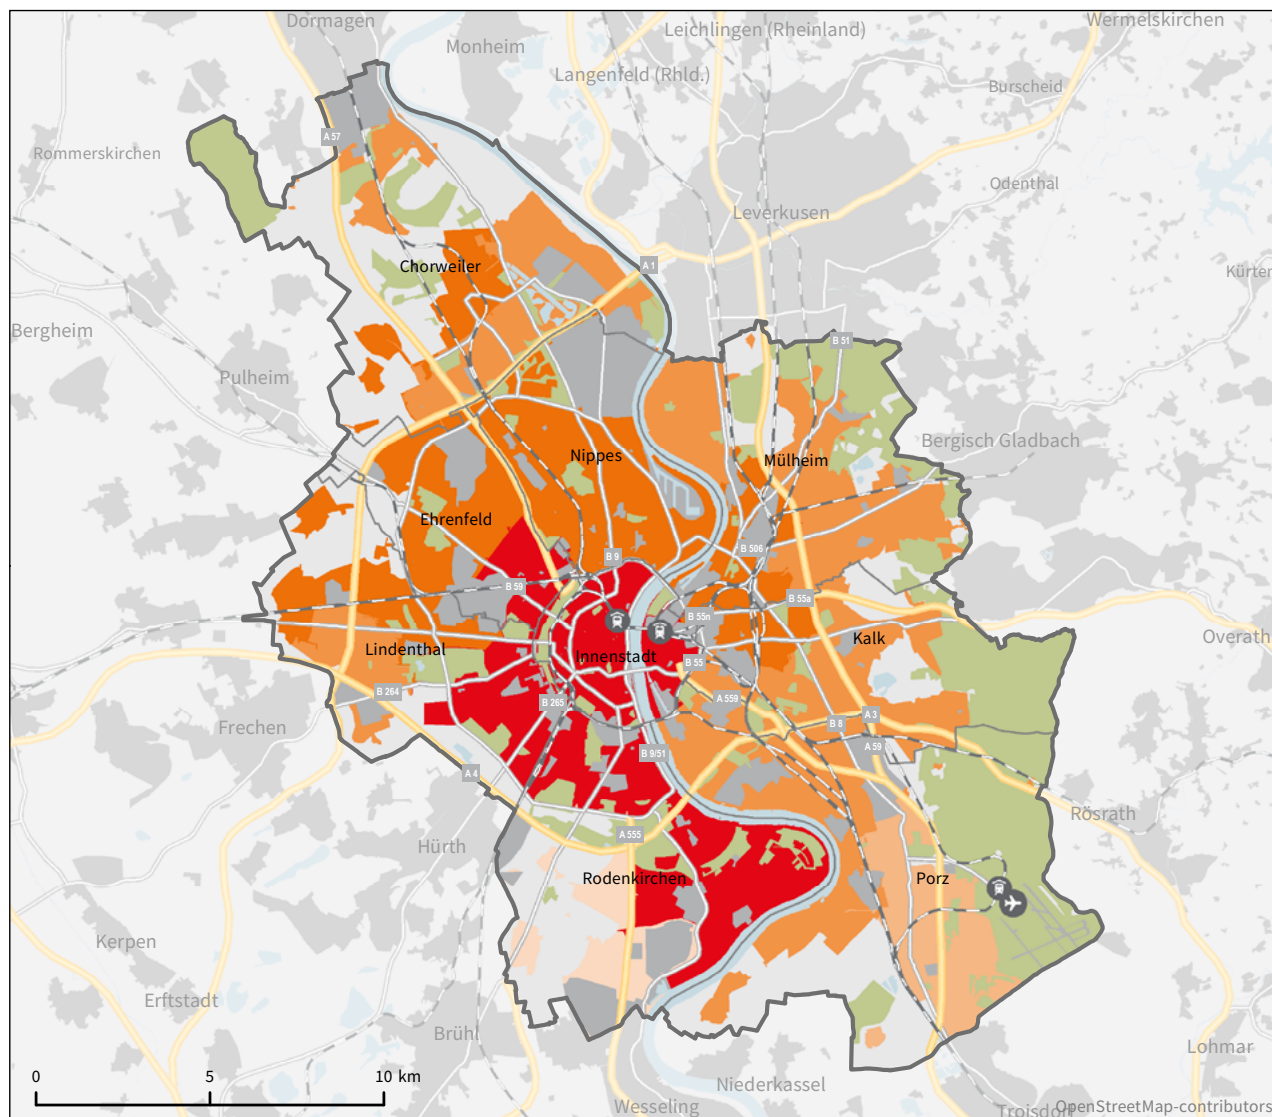 Dormagen
Wermelskirchen
Leichlingen (Rheinland)
Monheim
Langenfeld (Rhld.)
Burscheid
A 57
Rommerskirchen
Odenthal
Leverkusen
Chorweiler
A 1
Kürten
Bergheim
B 51
Pulheim
Bergisch Gladbach
Nippes
Mülheim
Ehrenfeld
B 506
B 9
B 59
B 55a
B 55n
Overath
Kalk
Lindenthal
Innenstadt
B 55
B 264
A 559
B 265
A 3
B 8
Frechen
A 59
B 9/51
A 4
Rösrath
A 555
Hürth
Rodenkirchen
Porz
Kerpen
Erftstadt
Brühl
Lohmar
0 5 10 km
Niederkassel
Wesseling
Troisdorf
OpenStreetMap-contributors